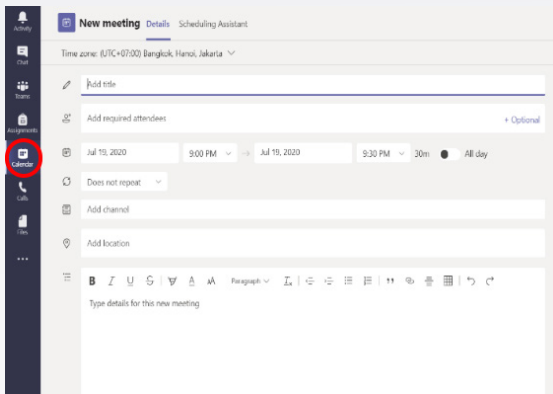 Activity
Chat
Teams
Assignments
Calendar
Calls
Files
New meeting Details Scheduling Assistant
Time zone: (UTC+07:00) Bangkok, Hanoi, Jakarta
Add title
Add required attendees + Optional
Jul 19, 2020 9:00 PM → Jul 19, 2020 9:30 PM 30m All day
Does not repeat
Add channel
Add location
B I U S A AA Paragraph
Type details for this new meeting